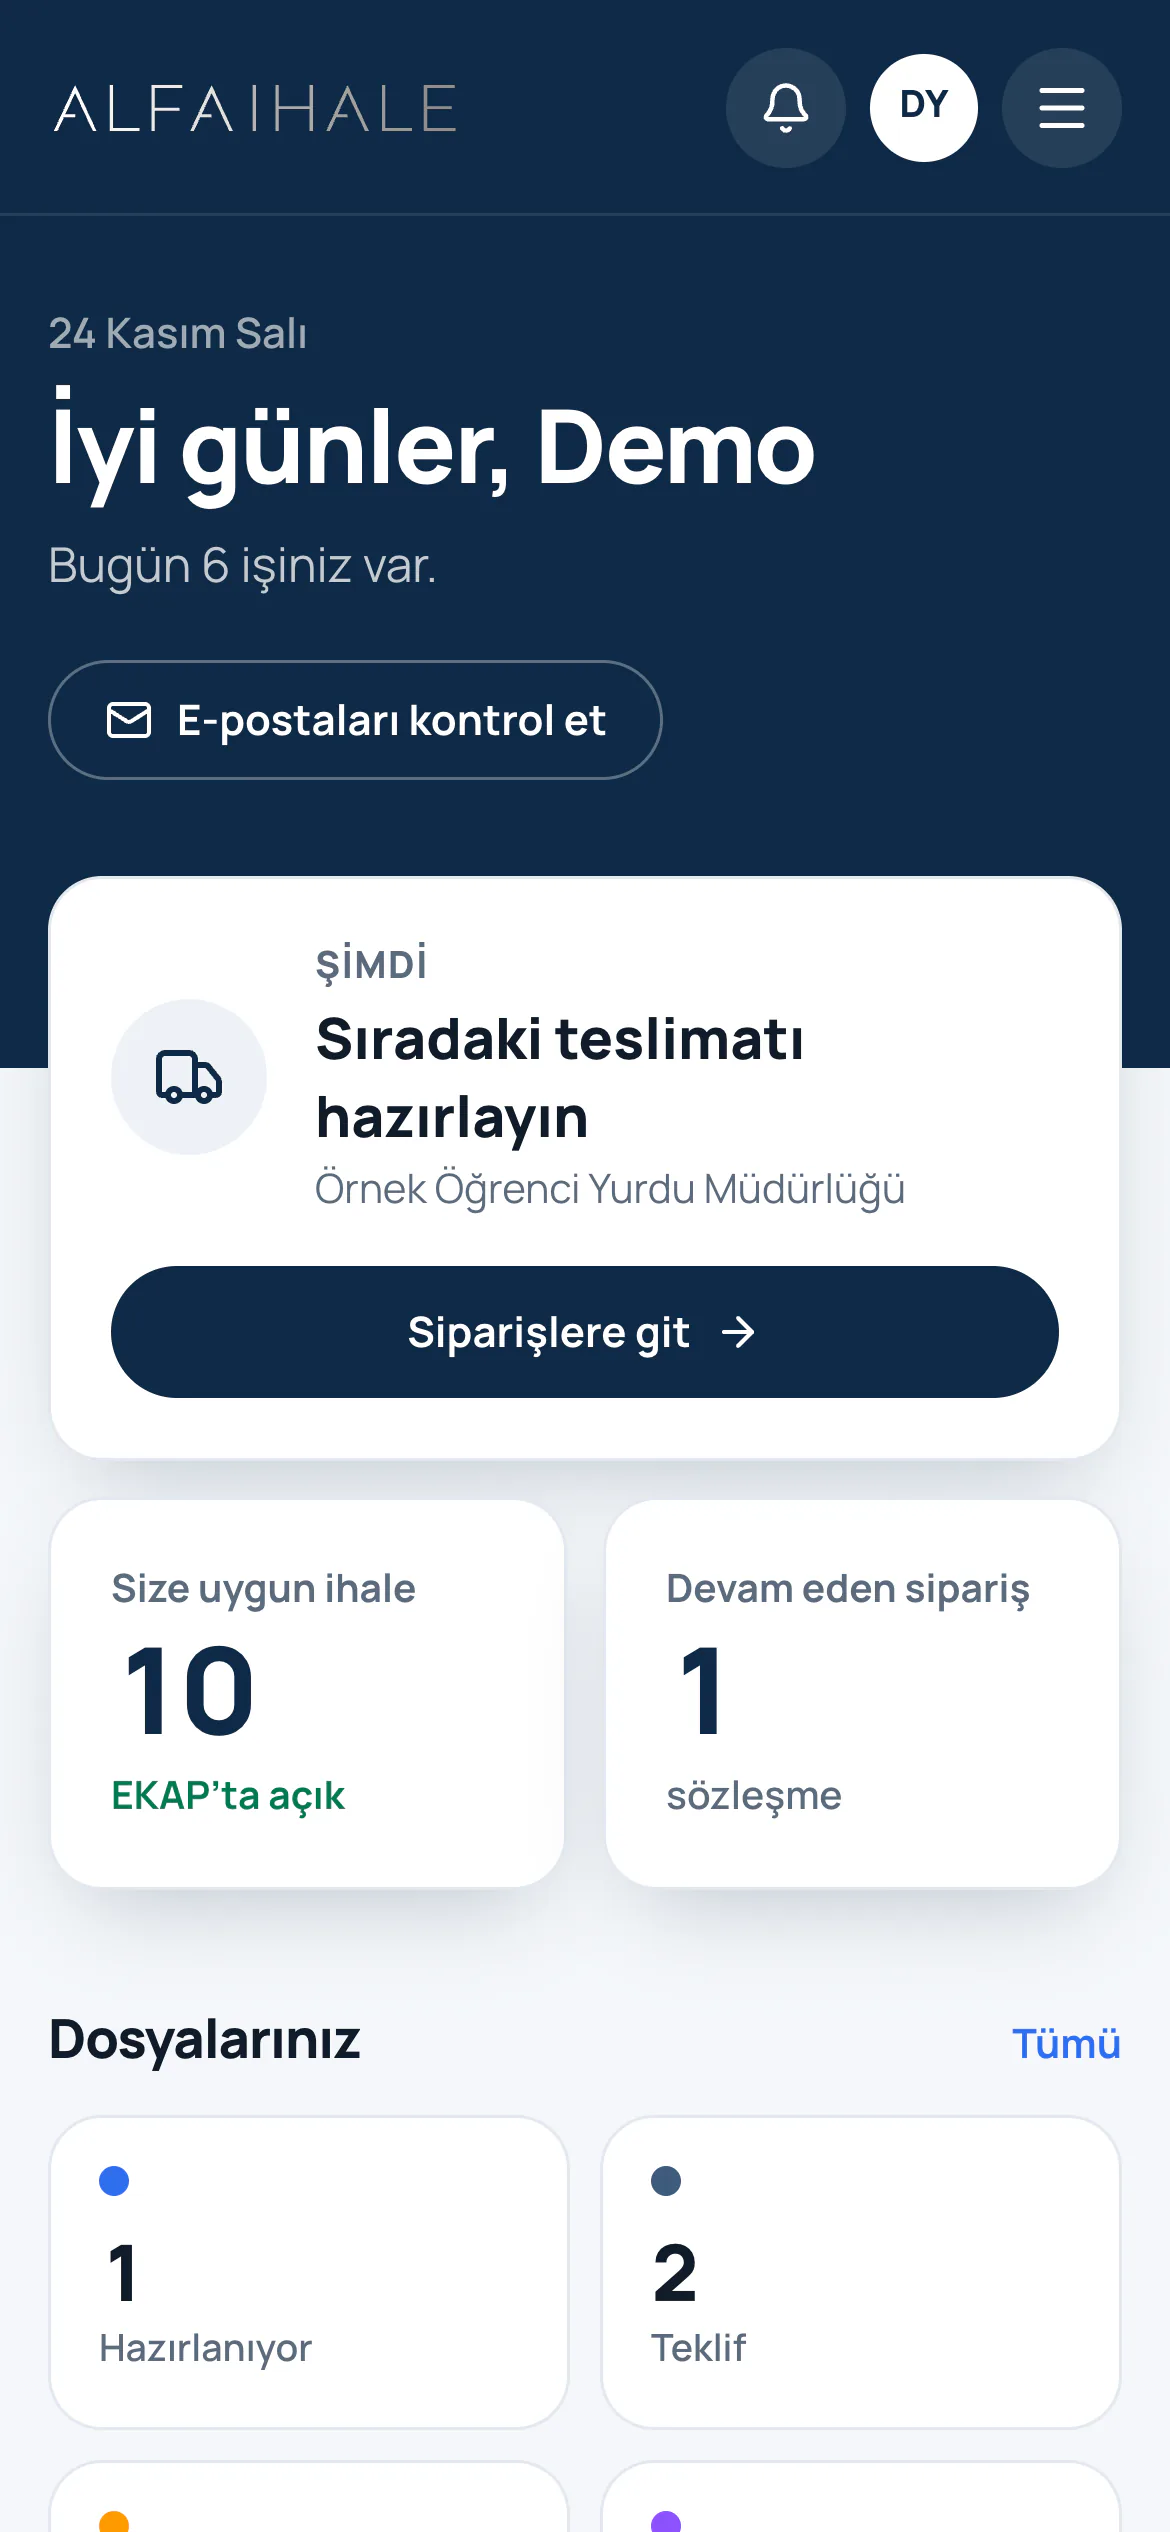 ALFAIHALE
DY
24 Kasım Salı
İyi günler, Demo
Bugün 6 işiniz var.
E-postaları kontrol et
ŞİMDİ
Sıradaki teslimatı
hazırlayın
Örnek Öğrenci Yurdu Müdürlüğü
Siparişlere git
Size uygun ihale
10
EKAP’ta açık
Devam eden sipariş
1
sözleşme
Dosyalarınız
Tümü
1
Hazırlanıyor
2
Teklif